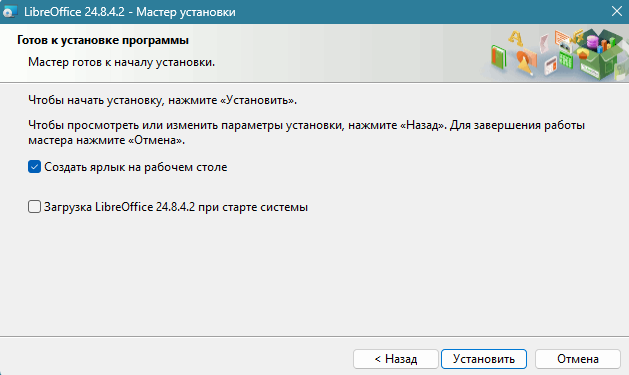 LibreOffice 24.8.4.2 - Мастер установки
Готов к установке программы
Мастер готов к началу установки.
Чтобы начать установку, нажмите «Установить».
Чтобы просмотреть или изменить параметры установки, нажмите «Назад». Для завершения работы
мастера нажмите «Отмена».
Создать ярлык на рабочем столе
Загрузка LibreOffice 24.8.4.2 при старте системы
< Назад
Установить
Отмена